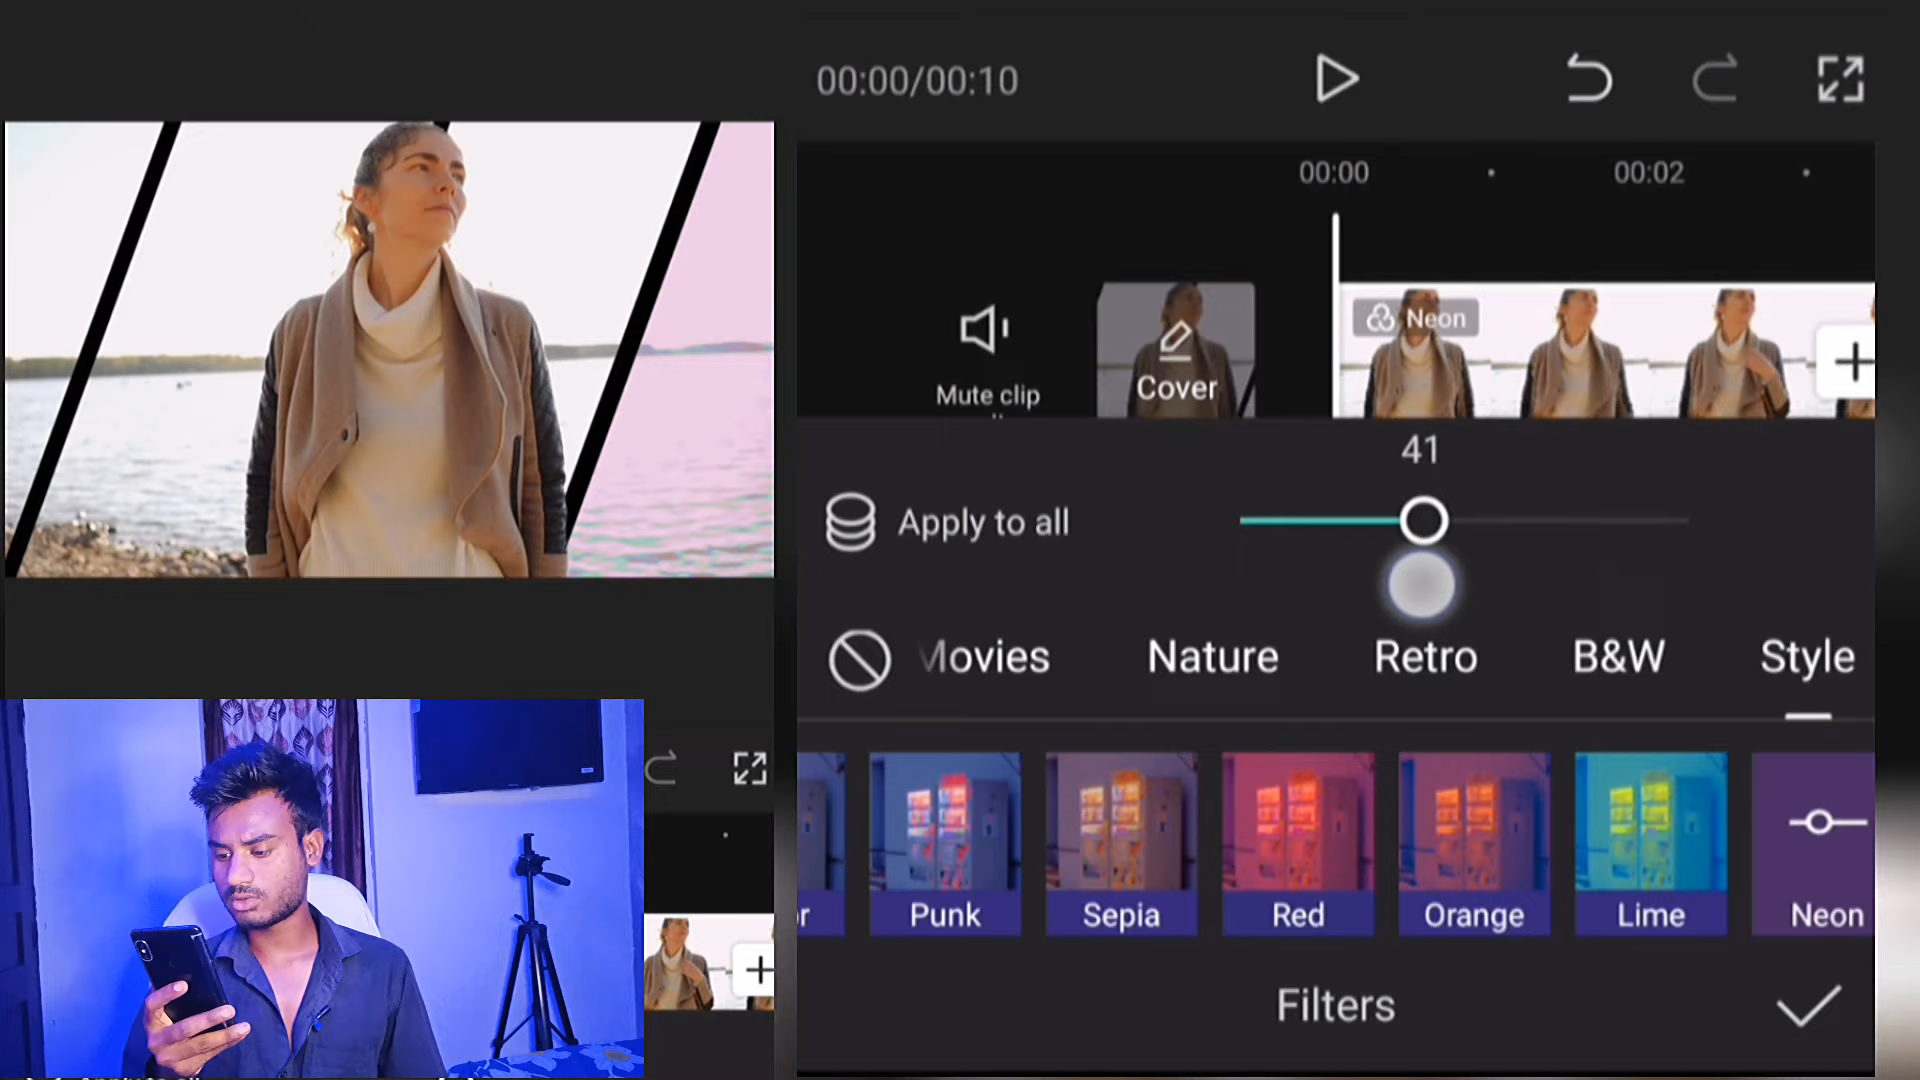 00:00/00:10
00:00 00:02
Neon
Mute clip
Cover
41
Apply to all
Movies Nature Retro B&W Style
Punk Sepia Red Orange Lime Neon
Filters